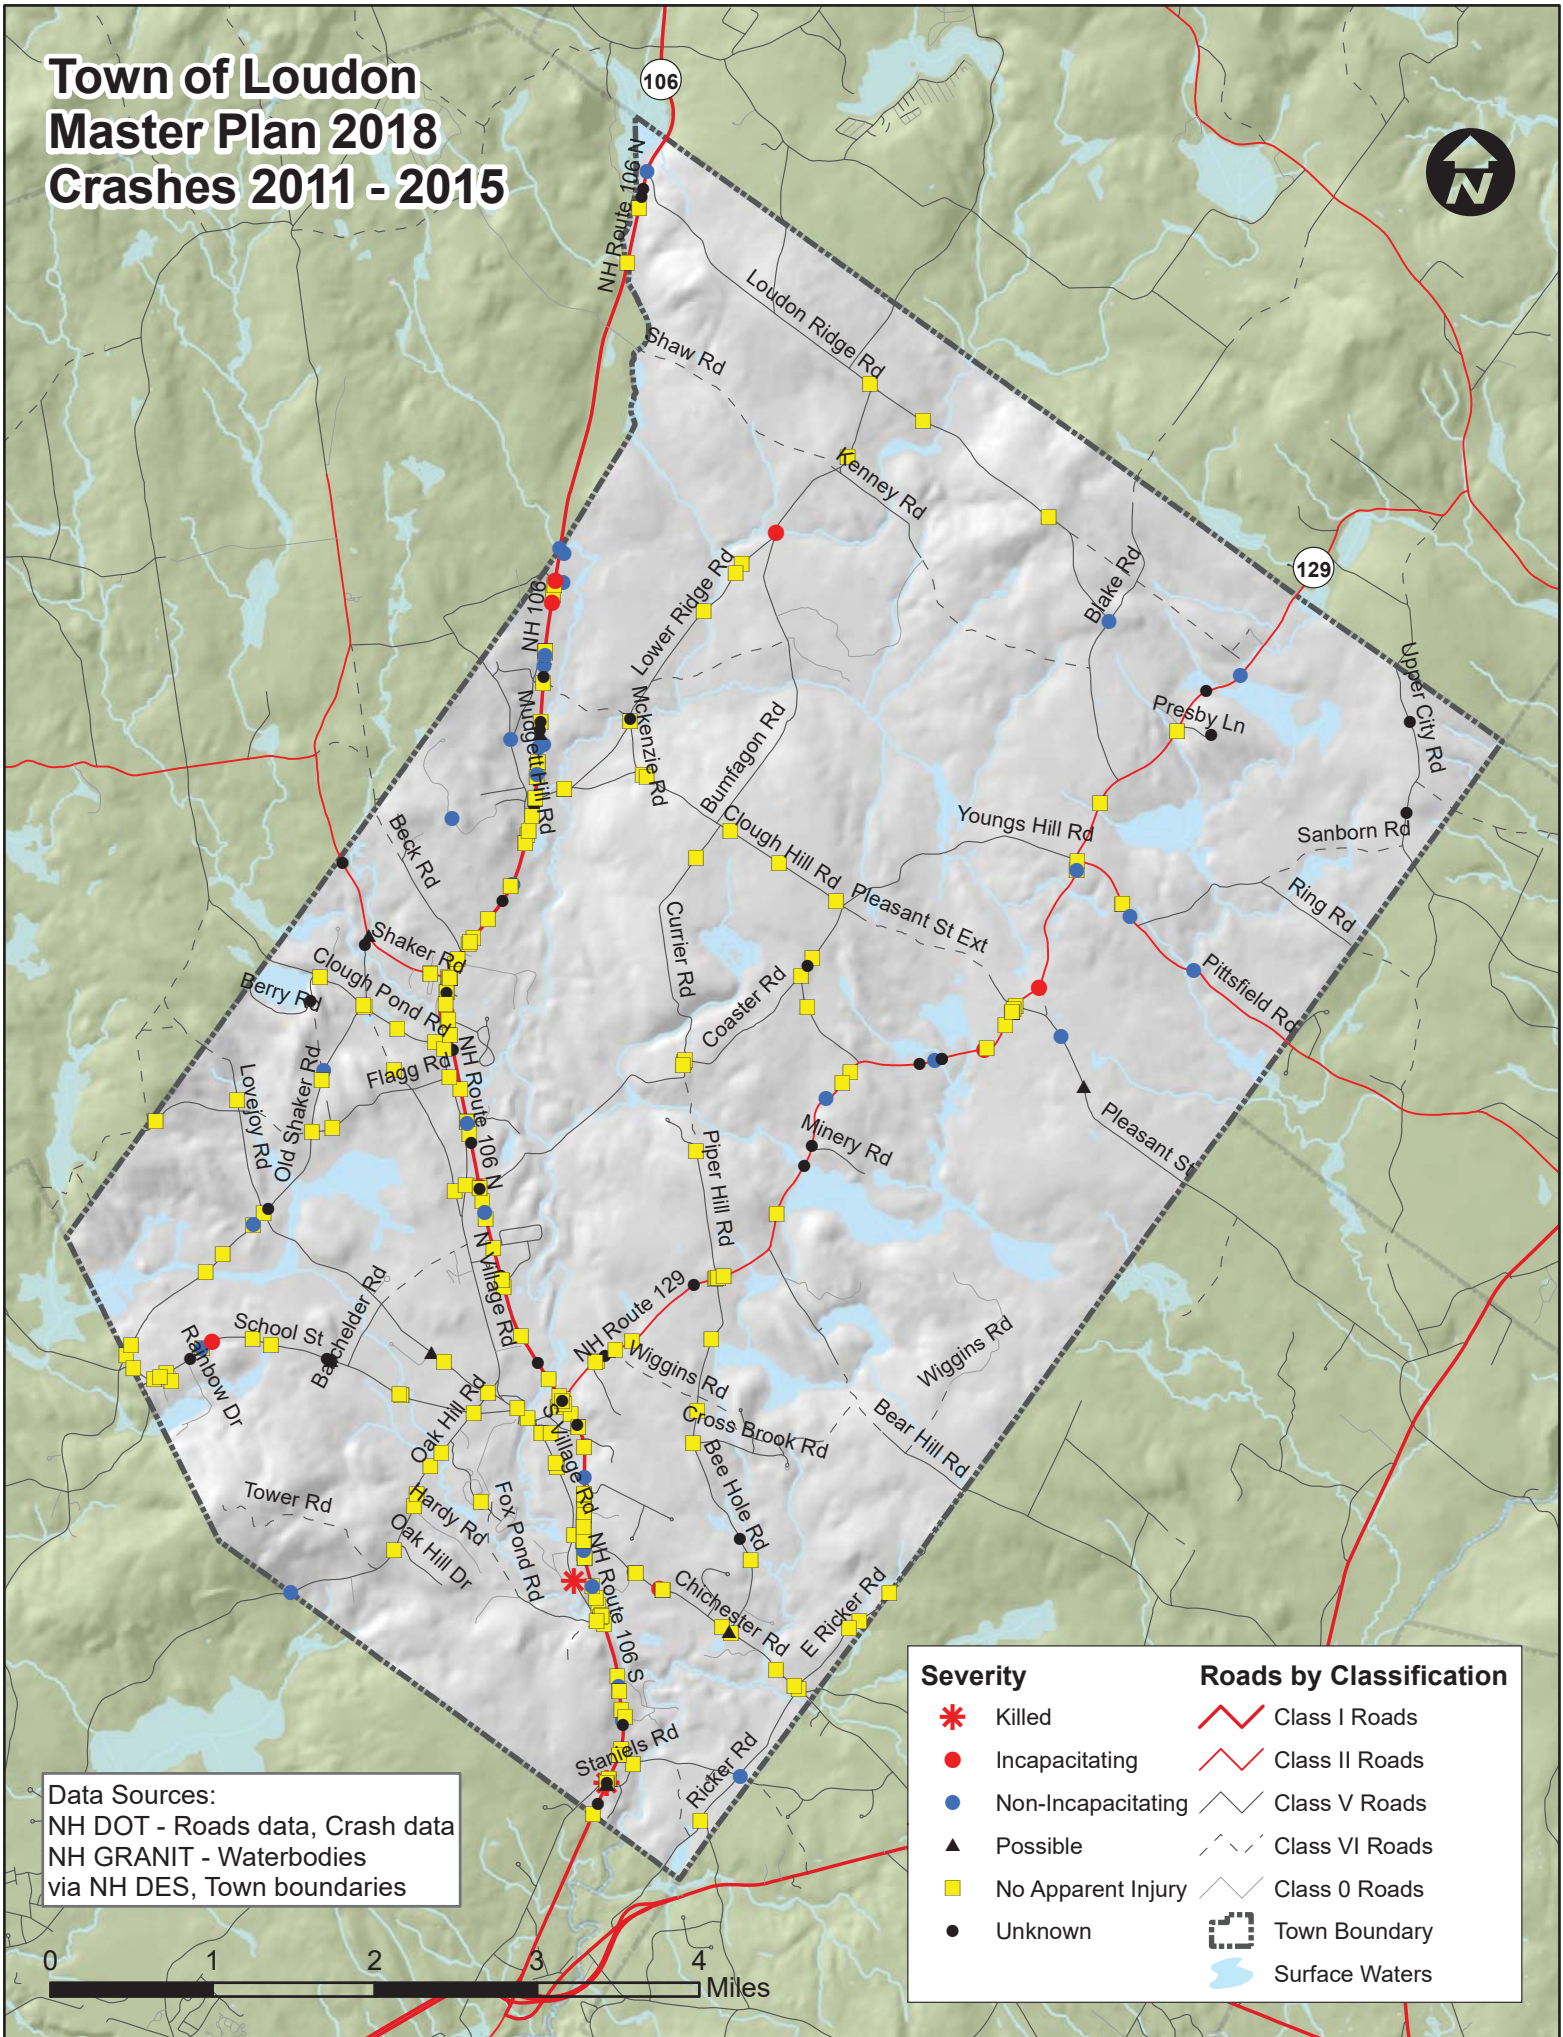 Town of Loudon
Master Plan 2018
Crashes 2011 - 2015
106
N
NH Route 106 N
Loudon Ridge Rd
Shaw Rd
Kenney Rd
129
NH 106
Lower Ridge Rd
Blake Rd
Upper City Rd
Presby Ln
Mudgett Hill Rd
Mckenzie Rd
Bumfagon Rd
Beck Rd
Clough Hill Rd
Youngs Hill Rd
Sanborn Rd
Ring Rd
Pleasant St Ext
Currier Rd
Shaker Rd
Clough Pond Rd
Berry Rd
Coaster Rd
Pittsfield Rd
Flagg Rd
NH Route 106 N
Lovejoy Rd
Old Shaker Rd
Minery Rd
Pleasant St
Piper Hill Rd
N Village Rd
Batchelder Rd
School St
Rainbow Dr
NH Route 129
Wiggins Rd
Wiggins Rd
Oak Hill Rd
S Village Rd
Cross Brook Rd
Bear Hill Rd
Bee Hole Rd
Tower Rd
Hardy Rd
Fox Pond Rd
Oak Hill Dr
NH Route 106 S
Chichester Rd
E Ricker Rd
Staniels Rd
Ricker Rd
Severity
Killed
Incapacitating
Non-Incapacitating
Possible
No Apparent Injury
Unknown
Roads by Classification
Class I Roads
Class II Roads
Class V Roads
Class VI Roads
Class 0 Roads
Town Boundary
Surface Waters
Data Sources:
NH DOT - Roads data, Crash data
NH GRANIT - Waterbodies
via NH DES, Town boundaries
0 1 2 3 4
Miles